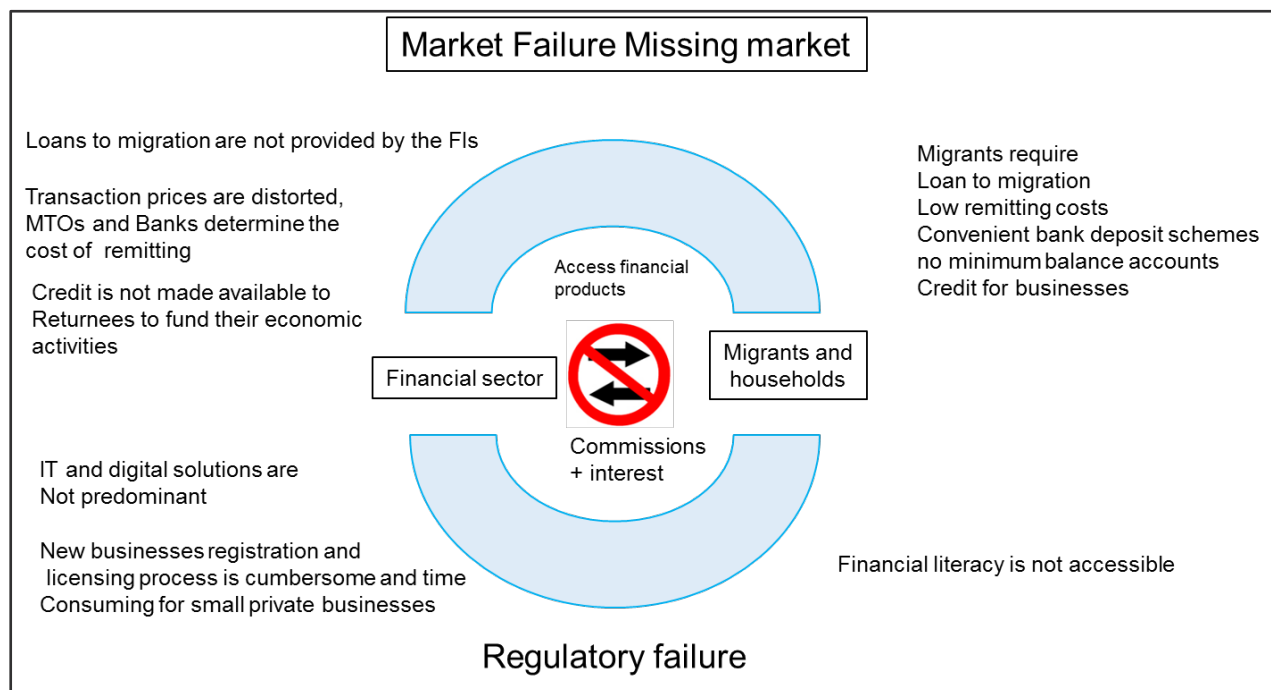 Market Failure Missing market
Loans to migration are not provided by the FIs
Transaction prices are distorted,
MTOs and Banks determine the
cost of remitting
Credit is not made available to
Returnees to fund their economic
activities
Migrants require
Loan to migration
Low remitting costs
Convenient bank deposit schemes
no minimum balance accounts
Credit for businesses
Access financial
products
Financial sector
Migrants and
households
Commissions
+ interest
IT and digital solutions are
Not predominant
New businesses registration and
licensing process is cumbersome and time
Consuming for small private businesses
Financial literacy is not accessible
Regulatory failure